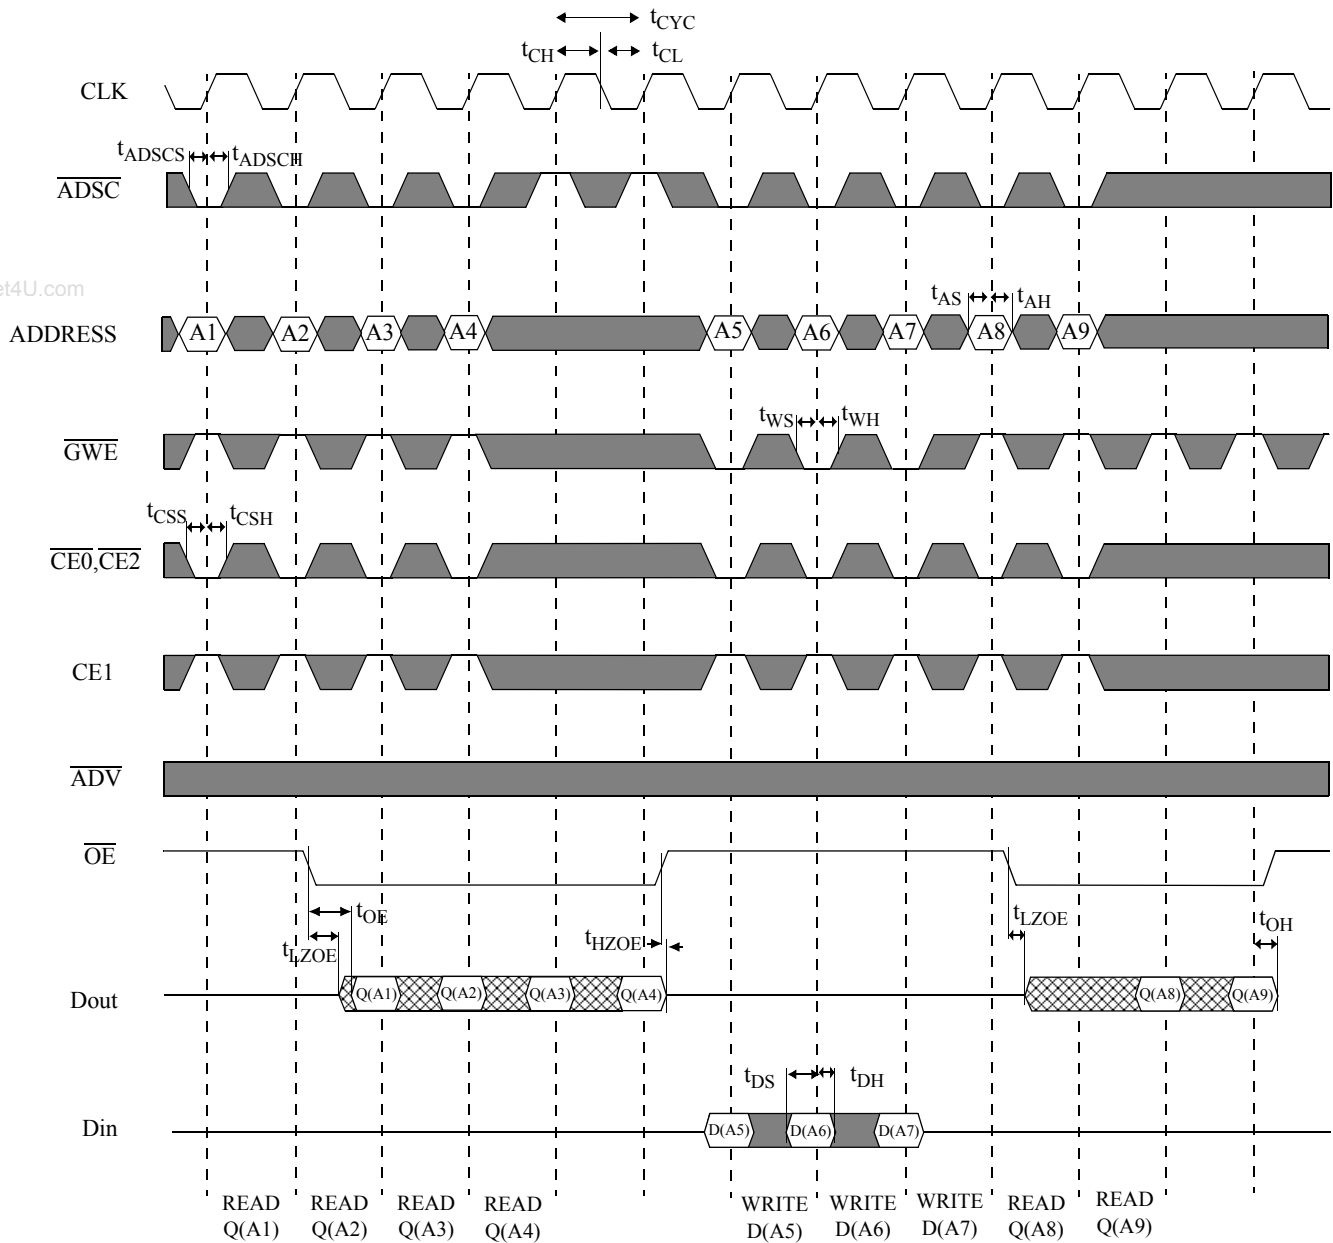 tCYC
tCH tCL
CLK
tADSCS tADSCH
ADSC
et4U.com
tAS tAH
ADDRESS A1 A2 A3 A4 A5 A6 A7 A8 A9
tWS tWH
GWE
tCSS tCSH
CE0,CE2
CE1
ADV
OE
tOE tLZOE tOH
tLZOE tHZOE
Dout Q(A1) Q(A2) Q(A3) Q(A4) Q(A8) Q(A9)
tDS tDH
Din D(A5) D(A6) D(A7)
READ READ READ READ WRITE WRITE WRITE READ READ
Q(A1) Q(A2) Q(A3) Q(A4) D(A5) D(A6) D(A7) Q(A8) Q(A9)